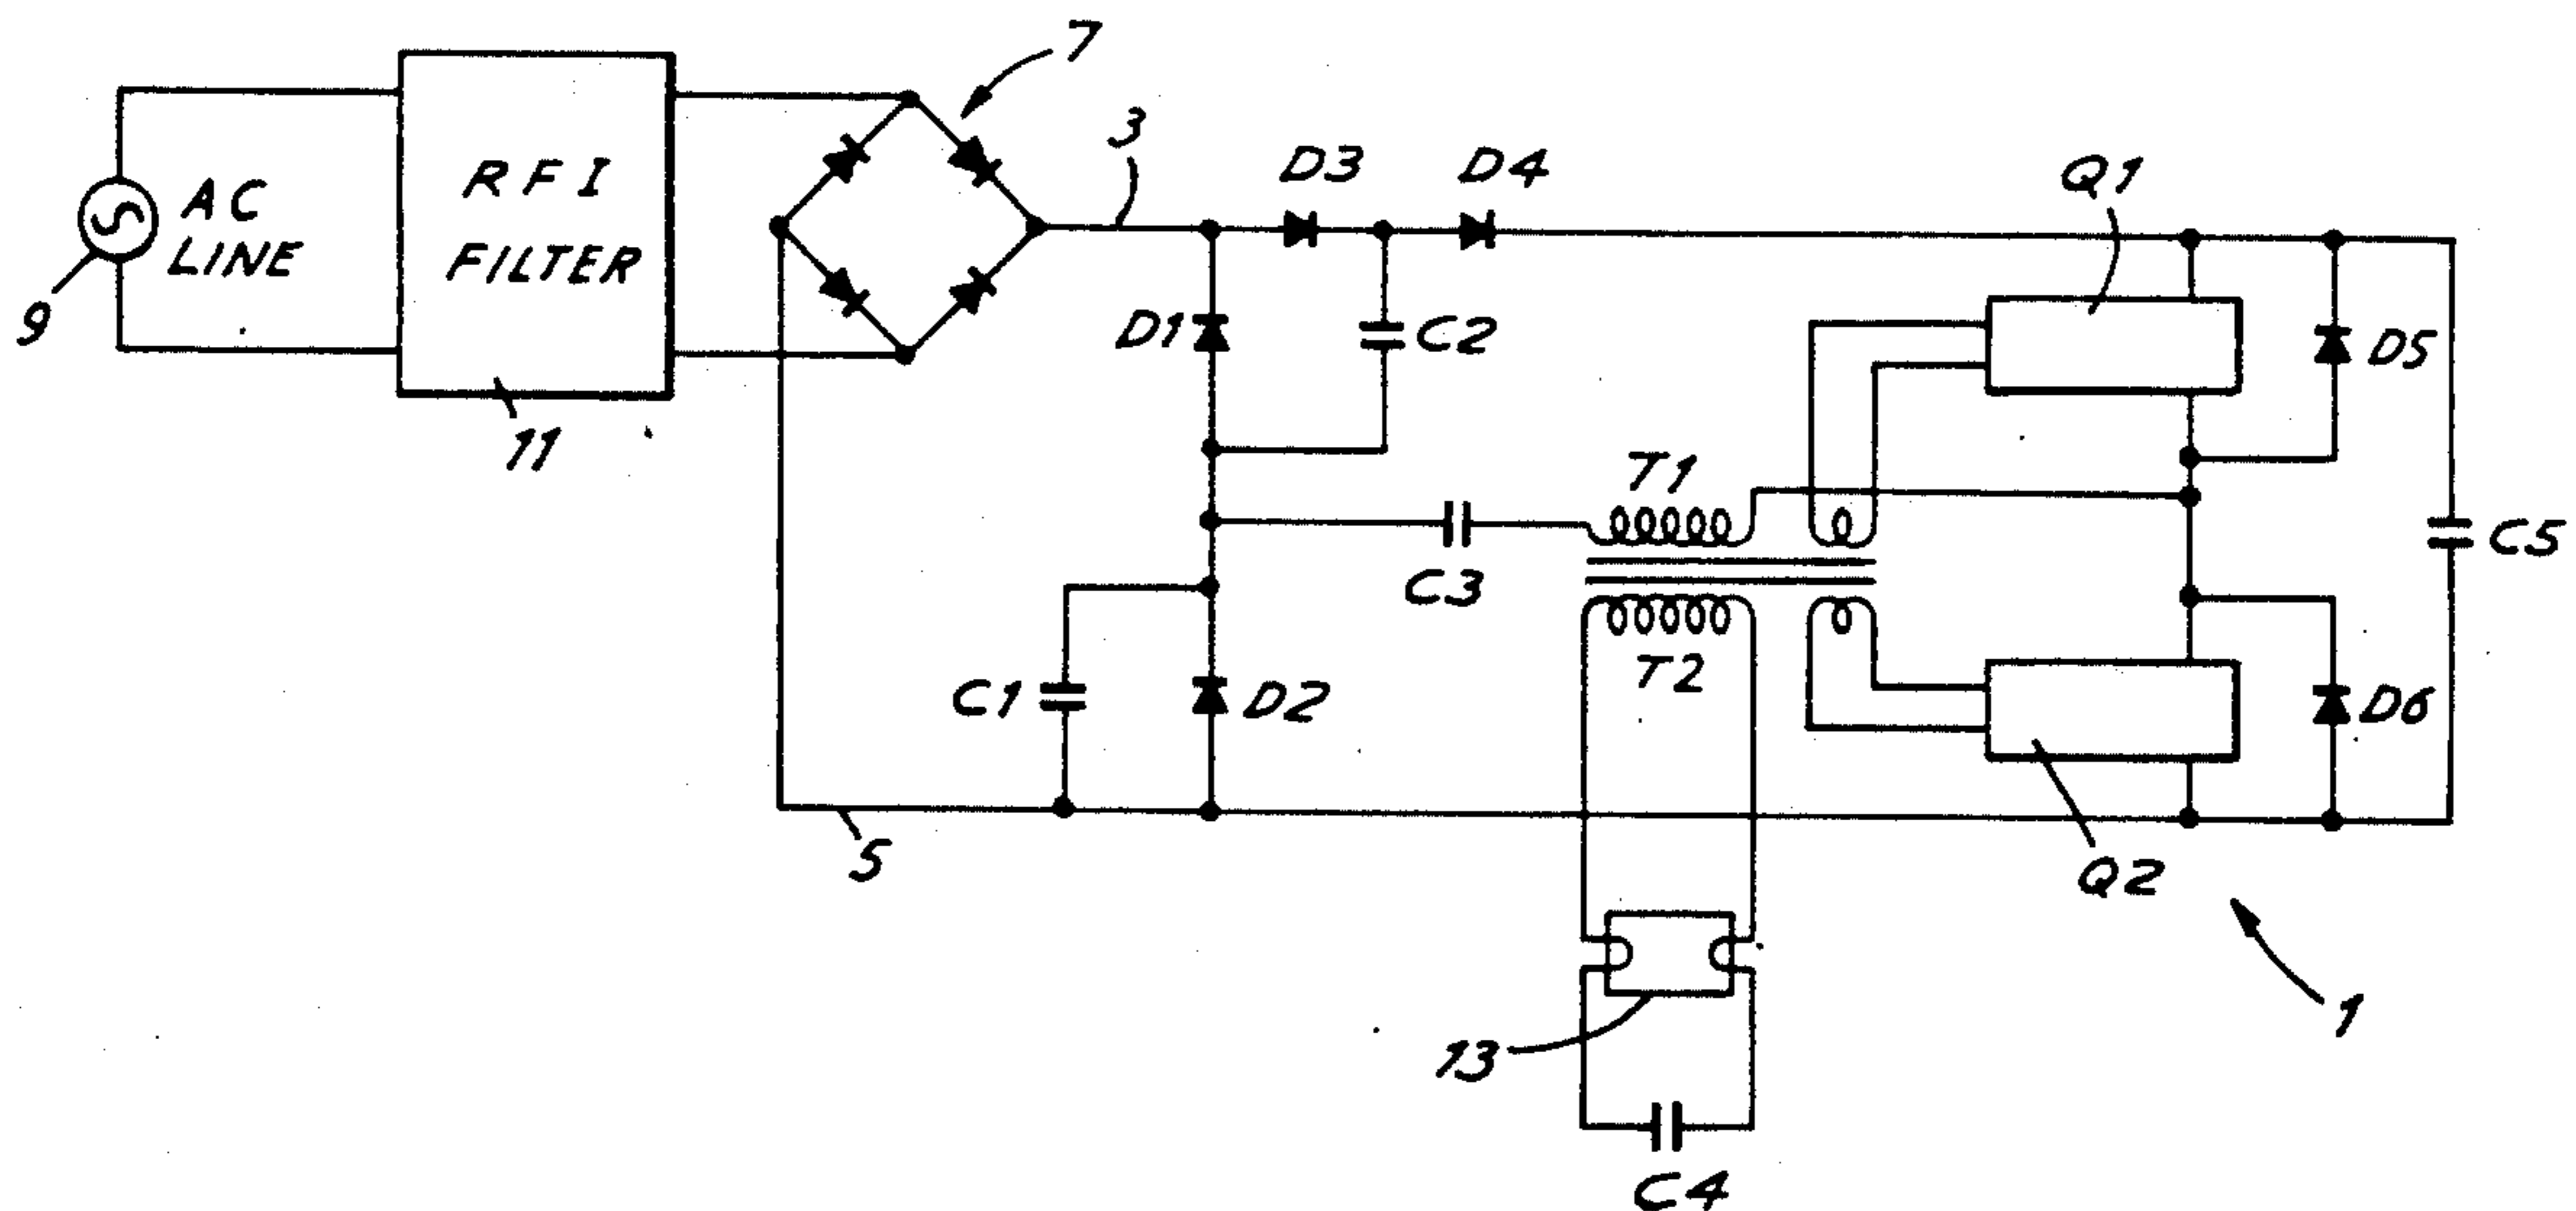 7
3
D3
D4
Q1
AC
LINE
RFI
FILTER
9
11
D1
C2
D5
T1
C3
C5
T2
C1
D2
D6
5
Q2
13
1
C4